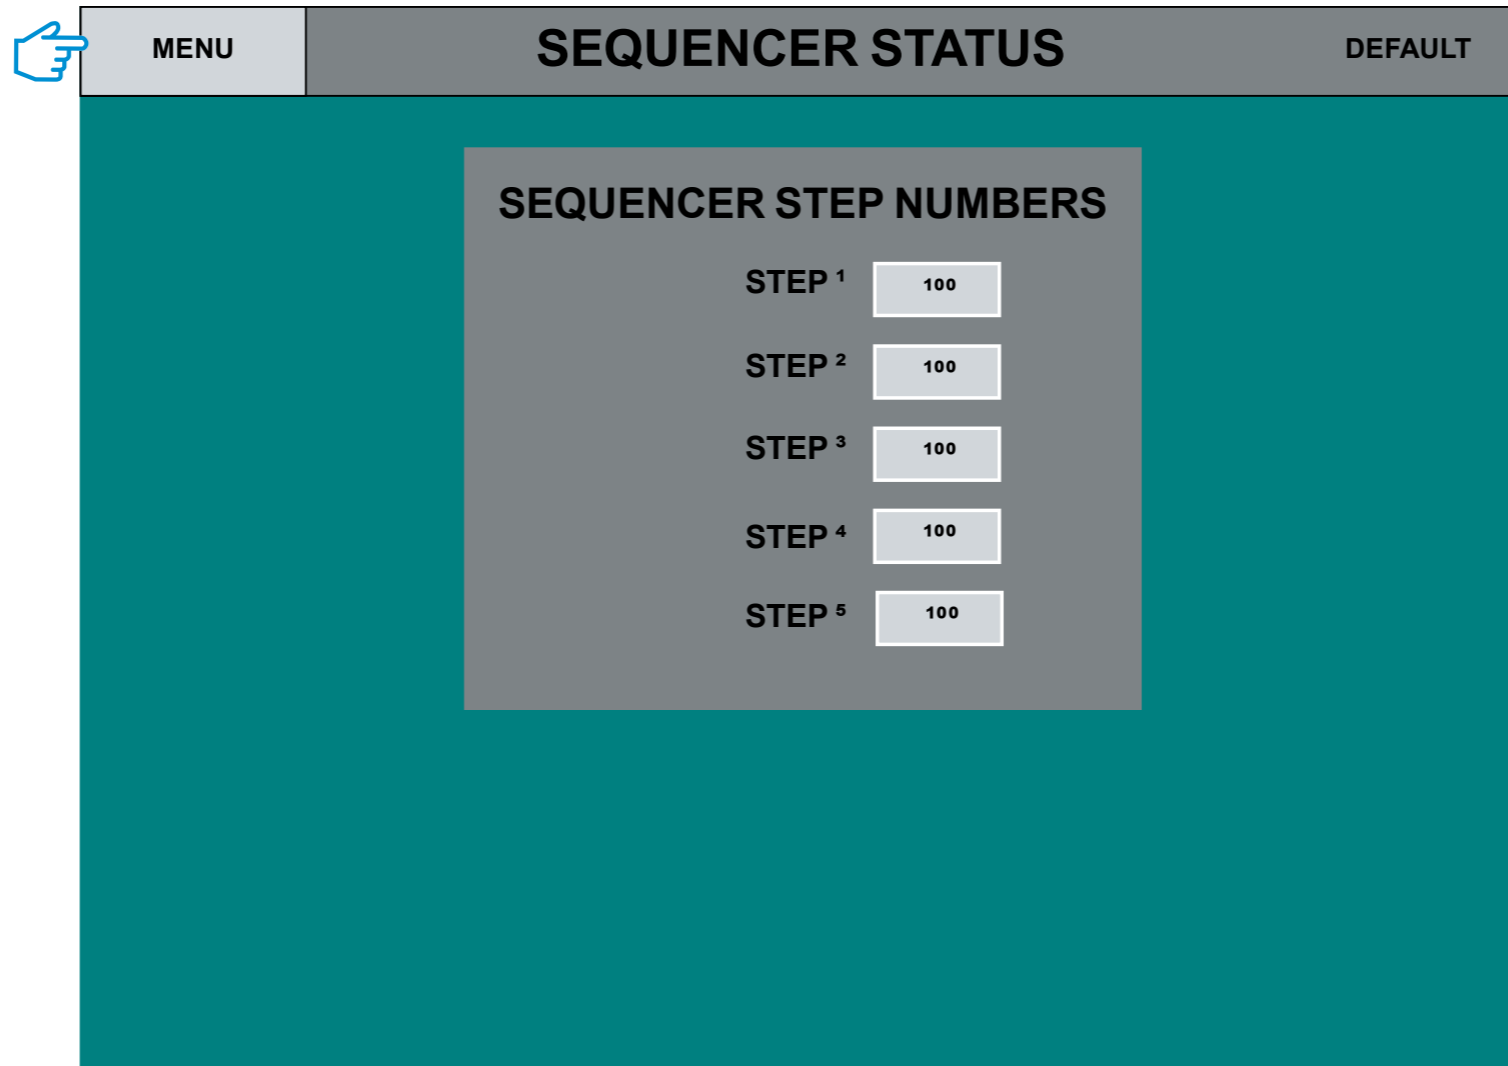 MENU SEQUENCER STATUS DEFAULT
SEQUENCER STEP NUMBERS
STEP ¹ 100
STEP ² 100
STEP ³ 100
STEP ⁴ 100
STEP ⁵ 100